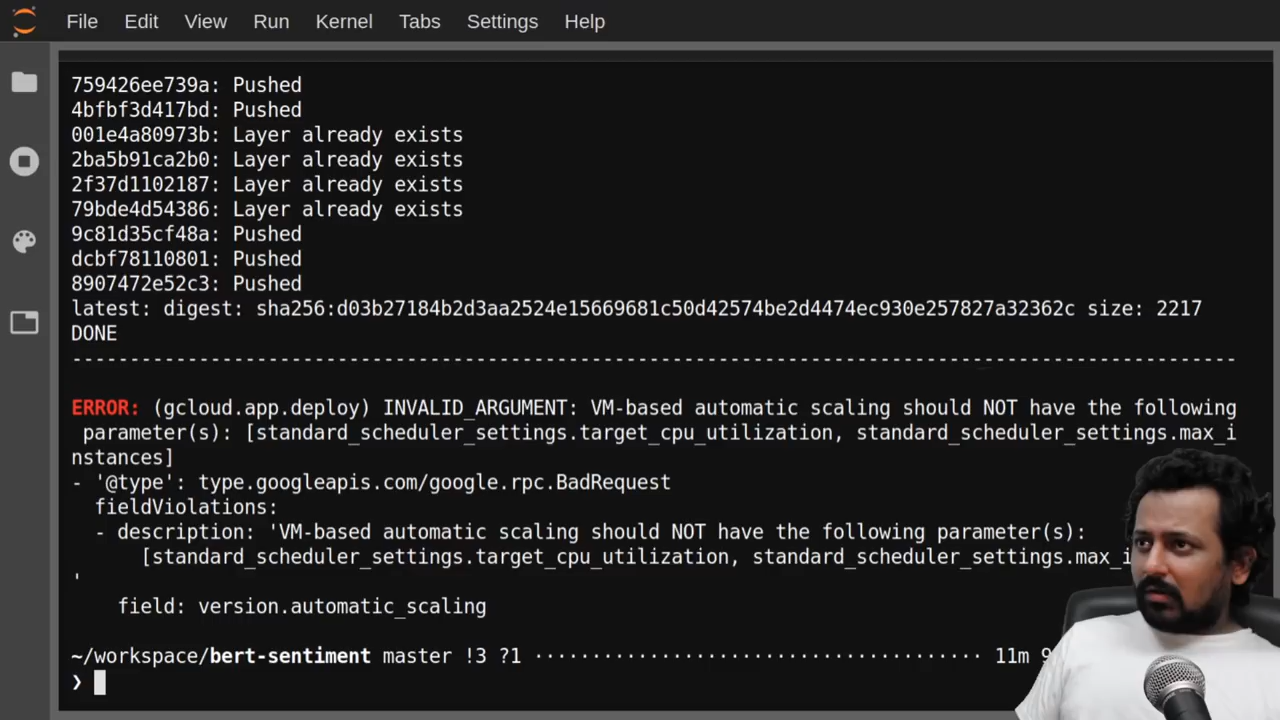 File Edit View Run Kernel Tabs Settings Help
759426ee739a: Pushed
4bfbf3d417bd: Pushed
001e4a80973b: Layer already exists
2ba5b91ca2b0: Layer already exists
2f37d1102187: Layer already exists
79bde4d54386: Layer already exists
9c81d35cf48a: Pushed
dcbf78110801: Pushed
8907472e52c3: Pushed
latest: digest: sha256:d03b27184b2d3aa2524e15669681c50d42574be2d4474ec930e257827a32362c size: 2217
DONE
-----------------------------------------------------------------------------------------------------
ERROR: (gcloud.app.deploy) INVALID_ARGUMENT: VM-based automatic scaling should NOT have the following
parameter(s): [standard_scheduler_settings.target_cpu_utilization, standard_scheduler_settings.max_i
nstances]
- '@type': type.googleapis.com/google.rpc.BadRequest
fieldViolations:
- description: 'VM-based automatic scaling should NOT have the following parameter(s):
[standard_scheduler_settings.target_cpu_utilization, standard_scheduler_settings.max_i
'
field: version.automatic_scaling
~/workspace/bert-sentiment master !3 ?1 ······································· 11m
❯